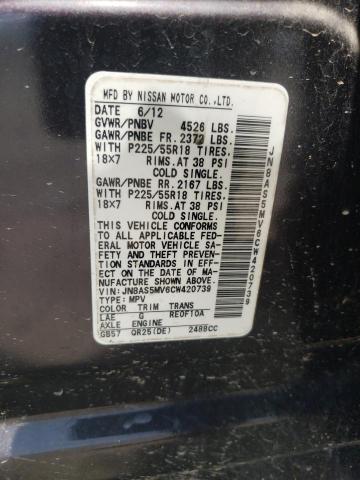 MFD BY NISSAN MOTOR CO.,LTD.
DATE 6/12
GVWR/PNBV 4526 LBS.
GAWR/PNBE FR. 2372 LBS.
WITH P225/55R18 TIRES.
18X7 RIMS.AT 38 PSI
COLD SINGLE.
GAWR/PNBE RR. 2167 LBS.
WITH P225/55R18 TIRES.
18X7 RIMS.AT 38 PSI
COLD SINGLE.
THIS VEHICLE CONFORMS
TO ALL APPLICABLE FED-
ERAL MOTOR VEHICLE SA-
FETY AND THEFT PREVENTION
STANDARDS IN EFFECT
ON THE DATE OF MA-
NUFACTURE SHOWN ABOVE.
VIN:JN8AS5MV6CW420739
TYPE:MPV
COLOR TRIM TRANS
LAE G RE0F10A
AXLE ENGINE
GB57 QR25(DE) 2488CC
JN8AS5MV6CW420739